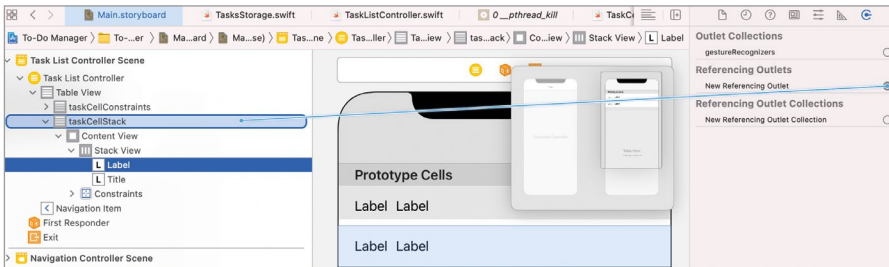 Main.storyboard
TasksStorage.swift
TaskListController.swift
0 __pthread_kill
TaskC
To-Do Manager
To-...er
Ma...ard
Ma...se)
Tas...ne
Tas...ller
Ta...iew
tas...ack
Co...iew
Stack View
L Label
Task List Controller Scene
Task List Controller
Table View
taskCellConstraints
taskCellStack
Content View
Stack View
L Label
L Title
Constraints
Navigation Item
First Responder
Exit
Navigation Controller Scene
Prototype Cells
Label Label
Label Label
Outlet Collections
gestureRecognizers
Referencing Outlets
New Referencing Outlet
Referencing Outlet Collections
New Referencing Outlet Collection